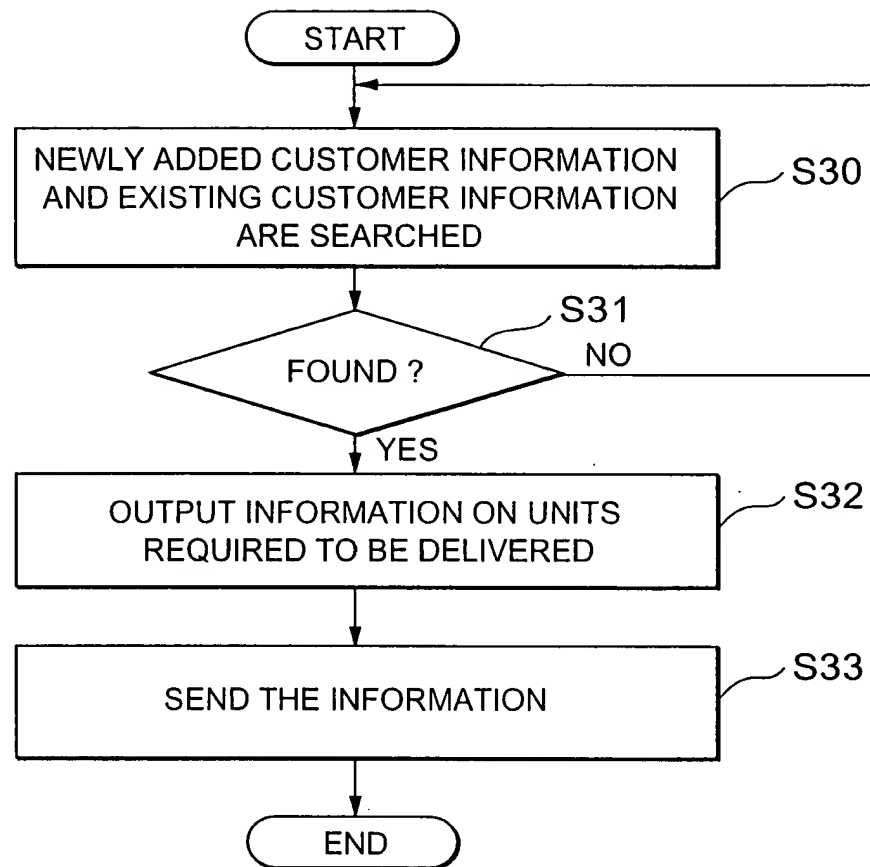 START
NEWLY ADDED CUSTOMER INFORMATION
AND EXISTING CUSTOMER INFORMATION
ARE SEARCHED
S30
S31
FOUND ?
NO
YES
OUTPUT INFORMATION ON UNITS
REQUIRED TO BE DELIVERED
S32
SEND THE INFORMATION
S33
END